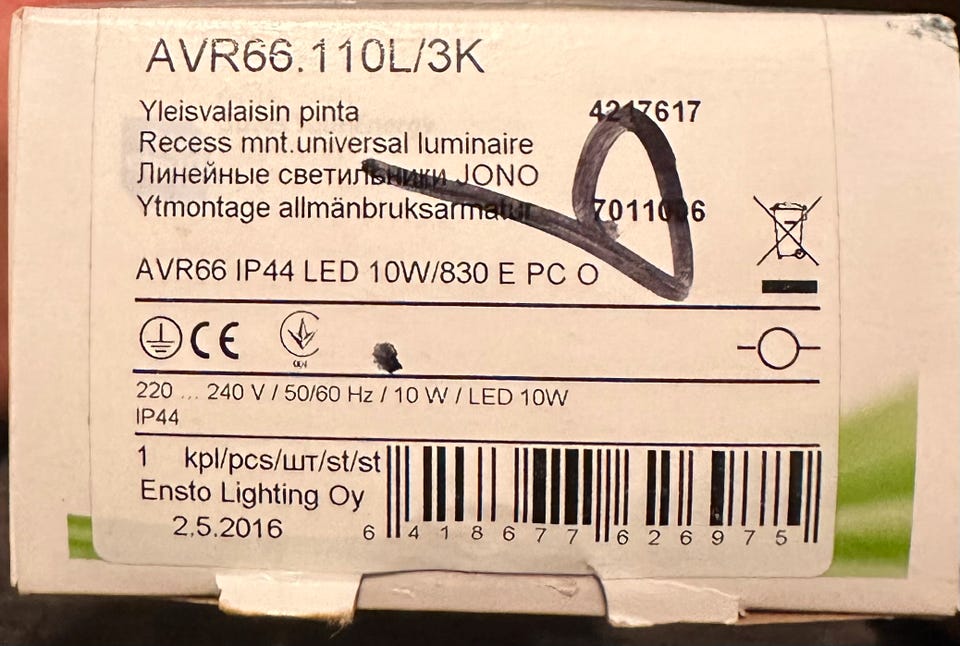 AVR66.110L/3K
Yleisvalaisin pinta 4217617
Recess mnt.universal luminaire
Линейные светильники JONO
Ytmontage allmänbruksarmatur 7011006
AVR66 IP44 LED 10W/830 E PC O
CE
220 ... 240 V / 50/60 Hz / 10 W / LED 10W
IP44
1 kpl/pcs/шт/st/st
Ensto Lighting Oy
2.5.2016
6 418677 626975